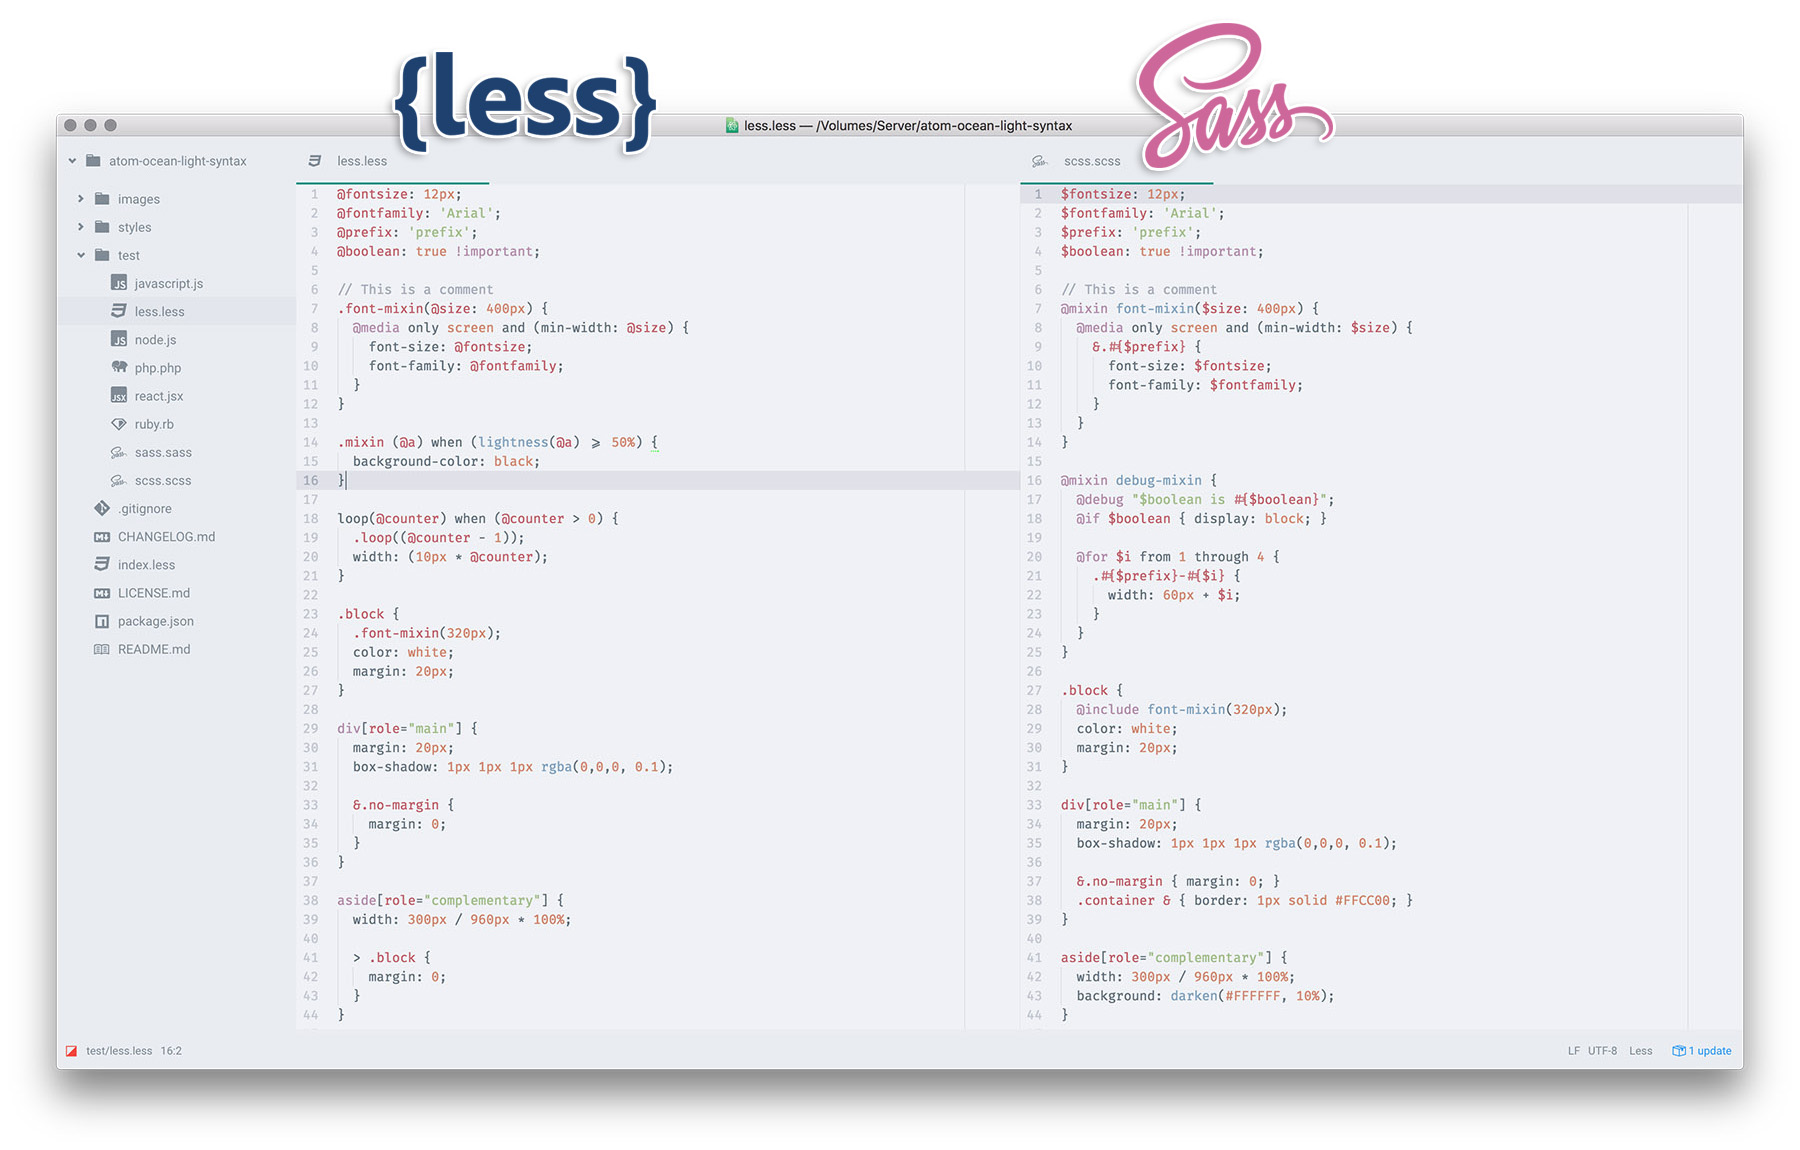 {less}
Sass
less.less — /Volumes/Server/atom-ocean-light-syntax
atom-ocean-light-syntax
images
styles
test
JS javascript.js
less.less
JS node.js
php.php
JSX react.jsx
ruby.rb
Sass sass.sass
Sass scss.scss
.gitignore
CHANGELOG.md
index.less
LICENSE.md
package.json
README.md
less.less
1 @fontsize: 12px;
2 @fontfamily: 'Arial';
3 @prefix: 'prefix';
4 @boolean: true !important;
5
6 // This is a comment
7 .font-mixin(@size: 400px) {
8 @media only screen and (min-width: @size) {
9 font-size: @fontsize;
10 font-family: @fontfamily;
11 }
12 }
13
14 .mixin (@a) when (lightness(@a) ⩾ 50%) {
15 background-color: black;
16 }
17
18 loop(@counter) when (@counter > 0) {
19 .loop((@counter - 1));
20 width: (10px * @counter);
21 }
22
23 .block {
24 .font-mixin(320px);
25 color: white;
26 margin: 20px;
27 }
28
29 div[role="main"] {
30 margin: 20px;
31 box-shadow: 1px 1px 1px rgba(0,0,0, 0.1);
32
33 &.no-margin {
34 margin: 0;
35 }
36 }
37
38 aside[role="complementary"] {
39 width: 300px / 960px * 100%;
40
41 > .block {
42 margin: 0;
43 }
44 }
Sass scss.scss
1 $fontsize: 12px;
2 $fontfamily: 'Arial';
3 $prefix: 'prefix';
4 $boolean: true !important;
5
6 // This is a comment
7 @mixin font-mixin($size: 400px) {
8 @media only screen and (min-width: $size) {
9 &.#{$prefix} {
10 font-size: $fontsize;
11 font-family: $fontfamily;
12 }
13 }
14 }
15
16 @mixin debug-mixin {
17 @debug "$boolean is #{$boolean}";
18 @if $boolean { display: block; }
19
20 @for $i from 1 through 4 {
21 .#{$prefix}-#{$i} {
22 width: 60px + $i;
23 }
24 }
25 }
26
27 .block {
28 @include font-mixin(320px);
29 color: white;
30 margin: 20px;
31 }
32
33 div[role="main"] {
34 margin: 20px;
35 box-shadow: 1px 1px 1px rgba(0,0,0, 0.1);
36
37 &.no-margin { margin: 0; }
38 .container & { border: 1px solid #FFCC00; }
39 }
40
41 aside[role="complementary"] {
42 width: 300px / 960px * 100%;
43 background: darken(#FFFFFF, 10%);
44 }
test/less.less 16:2
LF UTF-8 Less 1 update